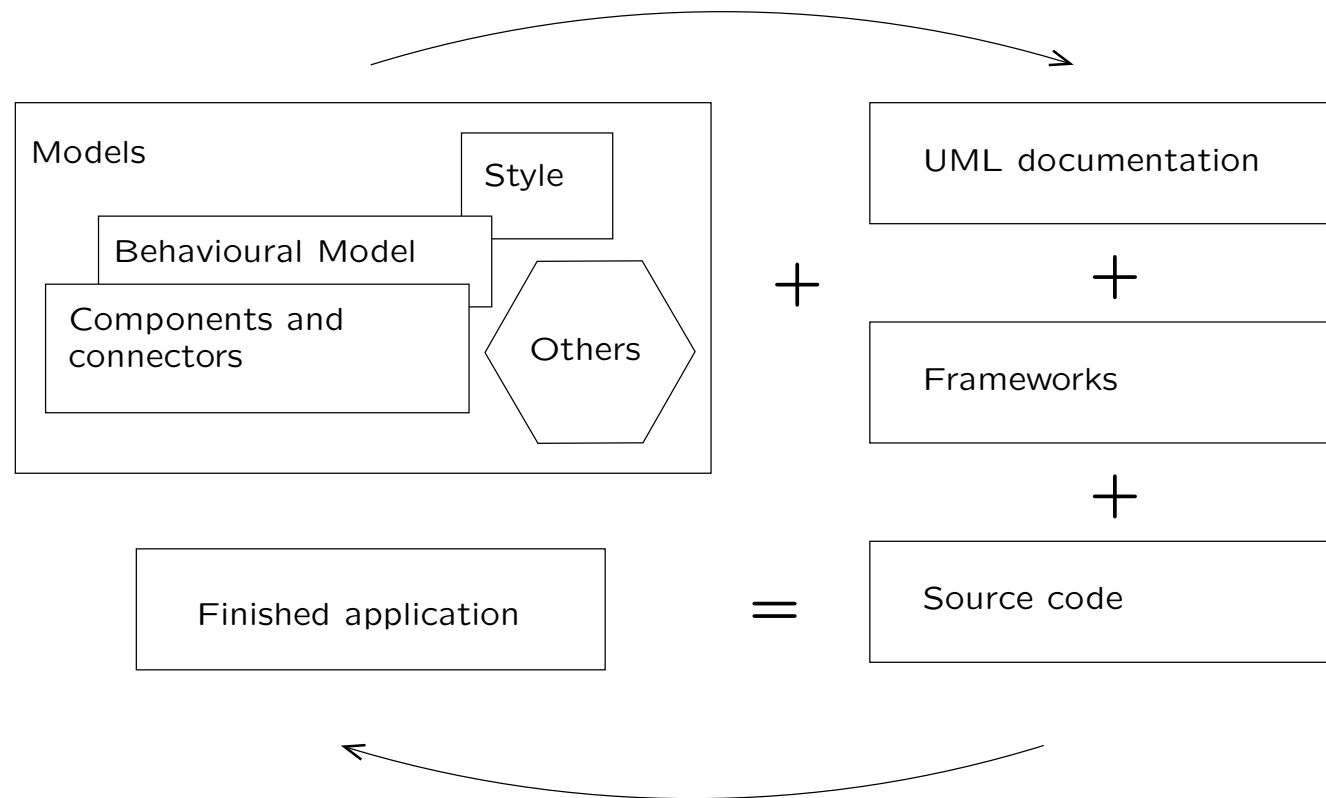 Models
Style
Behavioural Model
Components and
connectors
Others
+
UML documentation
+
Frameworks
+
Source code
=
Finished application